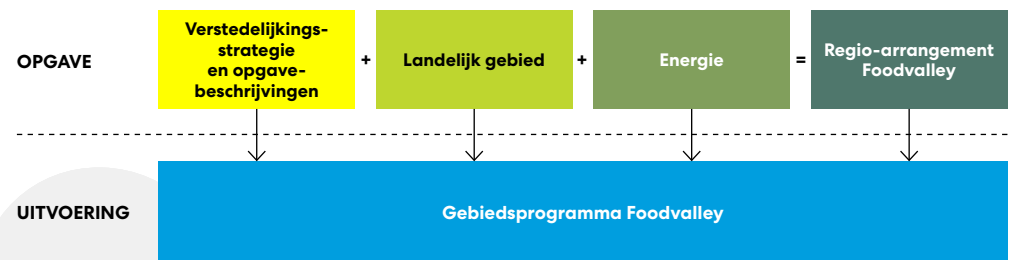 OPGAVE
Verstedelijkings-
strategie
en opgave-
beschrijvingen
+
Landelijk gebied
+
Energie
=
Regio-arrangement
Foodvalley
UITVOERING
Gebiedsprogramma Foodvalley